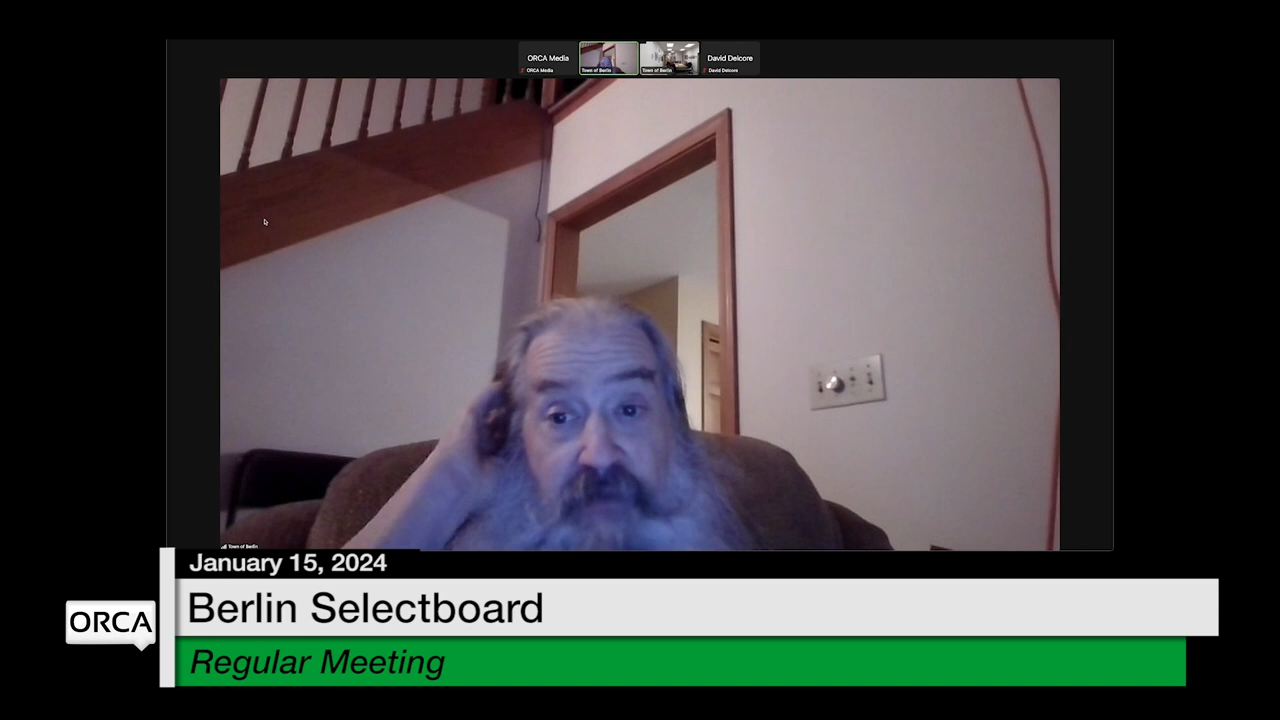 ORCA Media
ORCA Media
Town of Berlin
Town of Berlin
David Delcore
David Delcore
Town of Berlin
January 15, 2024
Berlin Selectboard
ORCA
Regular Meeting